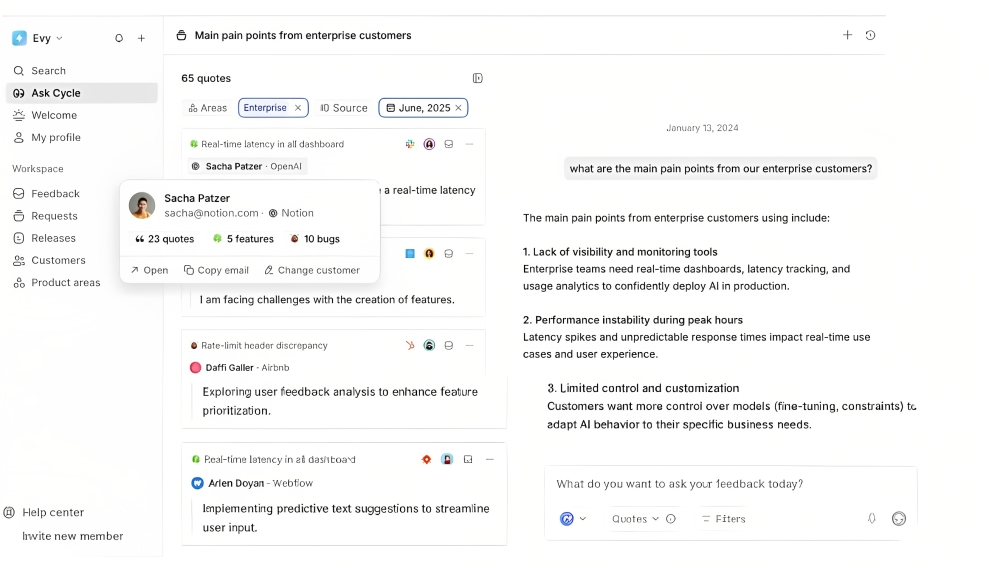 Evy
Search
Ask Cycle
Welcome
My profile
Workspace
Feedback
Requests
Releases
Customers
Product areas
Help center
Invite new member
Main pain points from enterprise customers
65 quotes
Areas
Enterprise
Source
June, 2025
Real-time latency in all dashboard
Sacha Patzer · OpenAI
e a real-time latency
Sacha Patzer
sacha@notion.com · Notion
23 quotes
5 features
10 bugs
Open
Copy email
Change customer
I am facing challenges with the creation of features.
Rate-limit header discrepancy
Daffi Galler · Airbnb
Exploring user feedback analysis to enhance feature
prioritization.
Real-time latency in all dashboard
Arlen Doyan - Webflow
Implementing predictive text suggestions to streamline
user input.
January 13, 2024
what are the main pain points from our enterprise customers?
The main pain points from enterprise customers using include:
1. Lack of visibility and monitoring tools
Enterprise teams need real-time dashboards, latency tracking, and
usage analytics to confidently deploy AI in production.
2. Performance instability during peak hours
Latency spikes and unpredictable response times impact real-time use
cases and user experience.
3. Limited control and customization
Customers want more control over models (fine-tuning, constraints) to
adapt AI behavior to their specific business needs.
What do you want to ask your feedback today?
Quotes
Filters